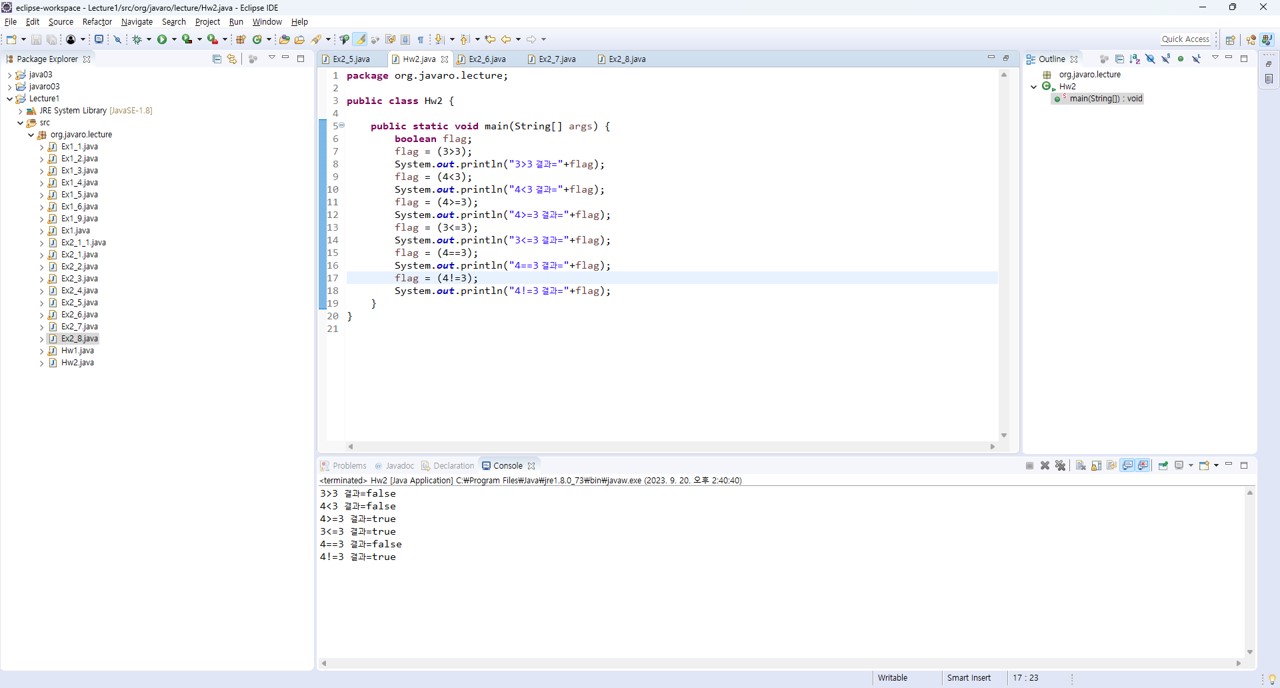 eclipse-workspace - Lecture1/src/org/javaro/lecture/Hw2.java - Eclipse IDE
File Edit Source Refactor Navigate Search Project Run Window Help
Quick Access
Package Explorer
java03
javaro03
Lecture1
JRE System Library [JavaSE-1.8]
src
org.javaro.lecture
Ex1_1.java
Ex1_2.java
Ex1_3.java
Ex1_4.java
Ex1_5.java
Ex1_6.java
Ex1_9.java
Ex1.java
Ex2_1_1.java
Ex2_1.java
Ex2_2.java
Ex2_3.java
Ex2_4.java
Ex2_5.java
Ex2_6.java
Ex2_7.java
Ex2_8.java
Hw1.java
Hw2.java
Ex2_5.java Hw2.java Ex2_6.java Ex2_7.java Ex2_8.java
1 package org.javaro.lecture;
2
3 public class Hw2 {
4
5 public static void main(String[] args) {
6 boolean flag;
7 flag = (3>3);
8 System.out.println("3>3 결과="+flag);
9 flag = (4<3);
10 System.out.println("4<3 결과="+flag);
11 flag = (4>=3);
12 System.out.println("4>=3 결과="+flag);
13 flag = (3<=3);
14 System.out.println("3<=3 결과="+flag);
15 flag = (4==3);
16 System.out.println("4==3 결과="+flag);
17 flag = (4!=3);
18 System.out.println("4!=3 결과="+flag);
19 }
20 }
21
Outline
org.javaro.lecture
Hw2
main(String[]) : void
Problems Javadoc Declaration Console
<terminated> Hw2 [Java Application] C:₩Program Files₩Java₩jre1.8.0_73₩bin₩javaw.exe (2023. 9. 20. 오후 2:40:40)
3>3 결과=false
4<3 결과=false
4>=3 결과=true
3<=3 결과=true
4==3 결과=false
4!=3 결과=true
Writable Smart Insert 17 : 23